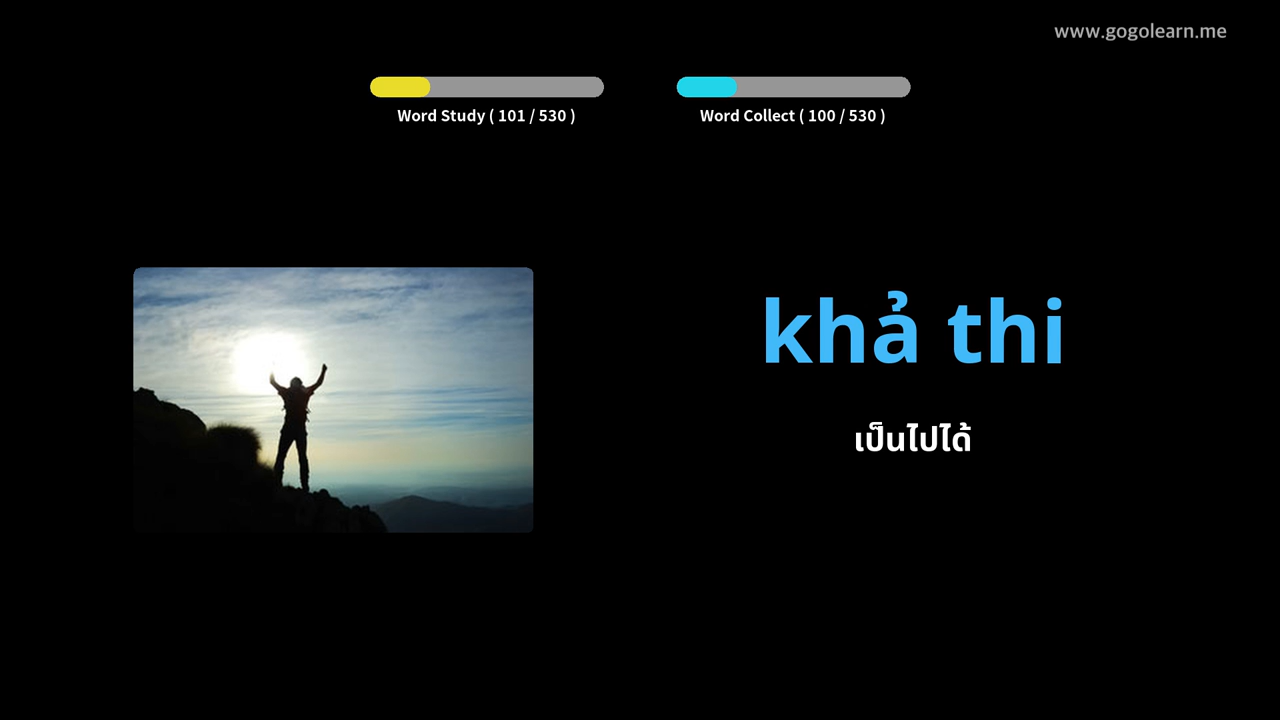 www.gogolearn.me
Word Study ( 101 / 530 )
Word Collect ( 100 / 530 )
khả thi
เป็นไปได้